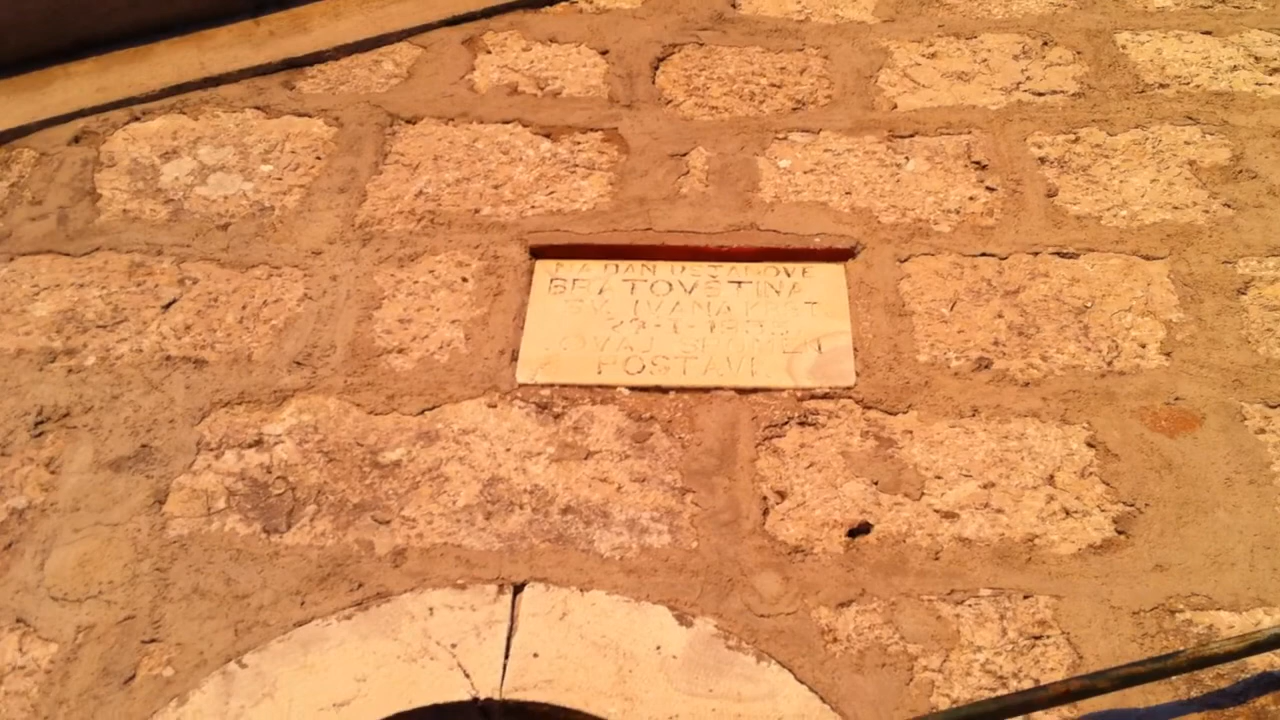 NA DAN USTANOVE
BRATOVŠTINA
SV. IVANA KRST
OVAJ SPOMEN
POSTAVI